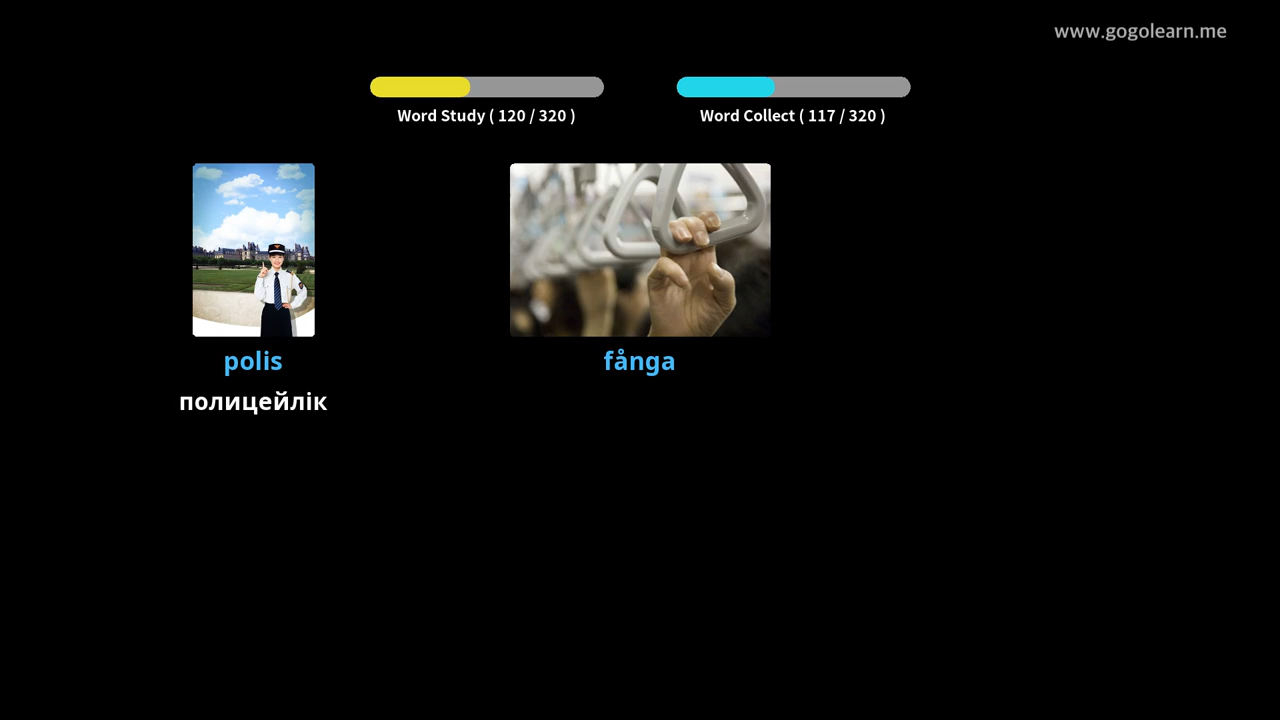 www.gogolearn.me
Word Study ( 120 / 320 )
Word Collect ( 117 / 320 )
polis
fånga
полицейлік